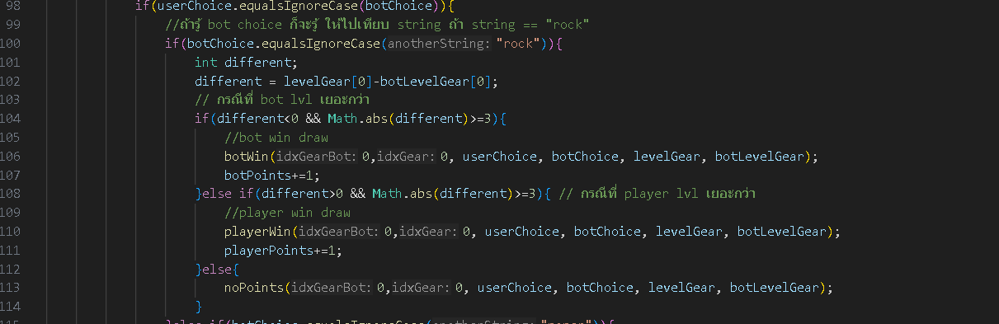 98 if(userChoice.equalsIgnoreCase(botChoice)){
99 //ถ้ารู้ bot choice ก็จะรู้ ให้ไปเทียบ string ถ้า string == "rock"
100 if(botChoice.equalsIgnoreCase(anotherString: "rock")){
101 int different;
102 different = levelGear[0]-botLevelGear[0];
103 // กรณีที่ bot lvl เยอะกว่า
104 if(different<0 && Math.abs(different)>=3){
105 //bot win draw
106 botWin(idxGearBot: 0,idxGear: 0, userChoice, botChoice, levelGear, botLevelGear);
107 botPoints+=1;
108 }else if(different>0 && Math.abs(different)>=3){ // กรณีที่ player lvl เยอะกว่า
109 //player win draw
110 playerWin(idxGearBot: 0,idxGear: 0, userChoice, botChoice, levelGear, botLevelGear);
111 playerPoints+=1;
112 }else{
113 noPoints(idxGearBot: 0,idxGear: 0, userChoice, botChoice, levelGear, botLevelGear);
114 }
115 }else if(botChoice.equalsIgnoreCase(anotherString: "paper")){